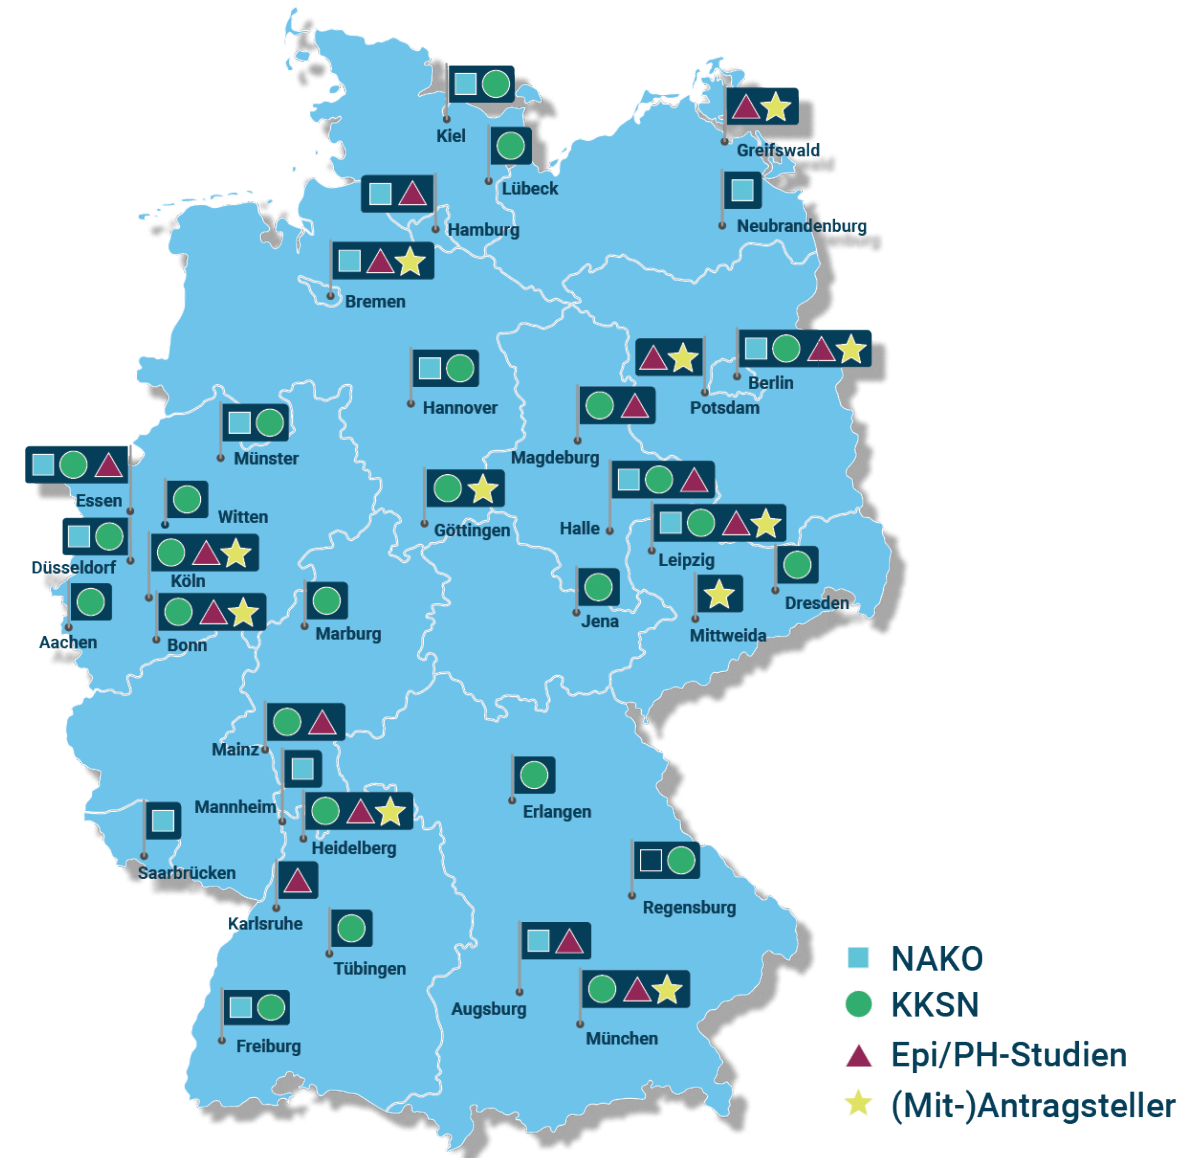 Kiel
Greifswald
Lübeck
Neubrandenburg
Hamburg
Bremen
Berlin
Hannover
Potsdam
Münster
Magdeburg
Essen
Witten
Göttingen
Halle
Düsseldorf
Köln
Leipzig
Dresden
Aachen
Bonn
Marburg
Jena
Mittweida
Mainz
Mannheim
Erlangen
Heidelberg
Saarbrücken
Regensburg
Karlsruhe
Tübingen
Augsburg
München
Freiburg
NAKO
KKSN
Epi/PH-Studien
(Mit-)Antragsteller